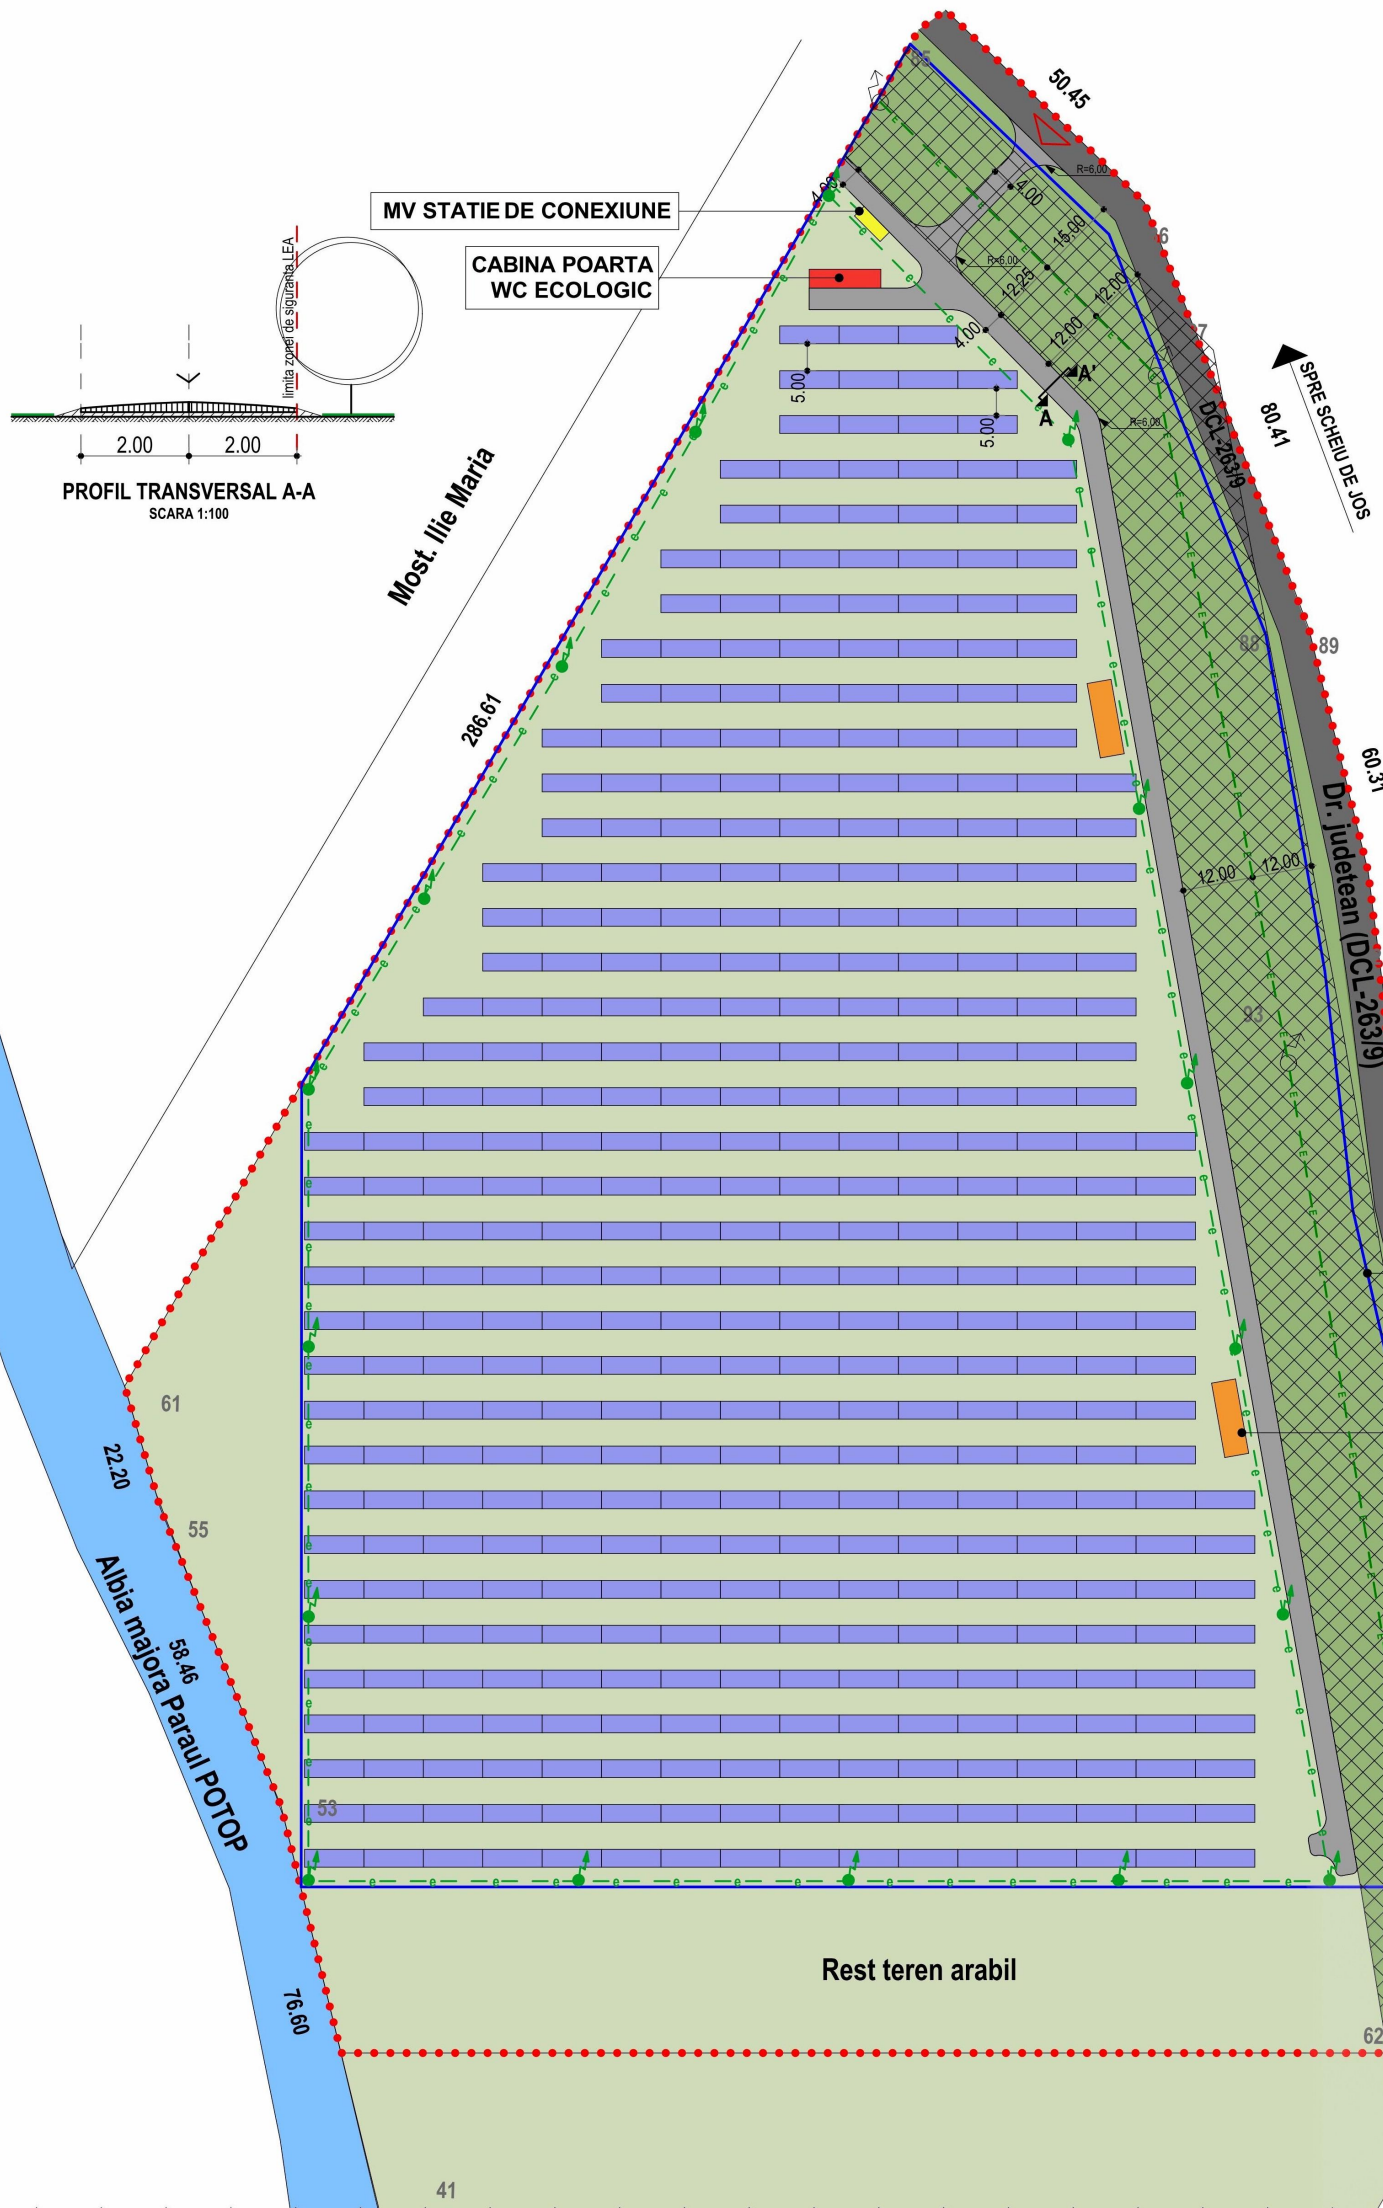 85
50.45
R=6,00
4.00
4.00
MV STATIE DE CONEXIUNE
15.00
CABINA POARTA
WC ECOLOGIC
R=6,00
12.25
12.00
limita zonei de siguranta LEA
4.00
12.00
A'
A
5.00
5.00
R=6,00
SPRE SCHEIU DE JOS
80.41
DCL-263/9
2.00
2.00
PROFIL TRANSVERSAL A-A
SCARA 1:100
Most. Ilie Maria
88
89
286.61
60.31
Dr. judetean (DCL-263/9)
12.00
12.00
93
61
22.20
55
Albia majora Paraul POTOP
58.46
53
Rest teren arabil
76.60
62
41